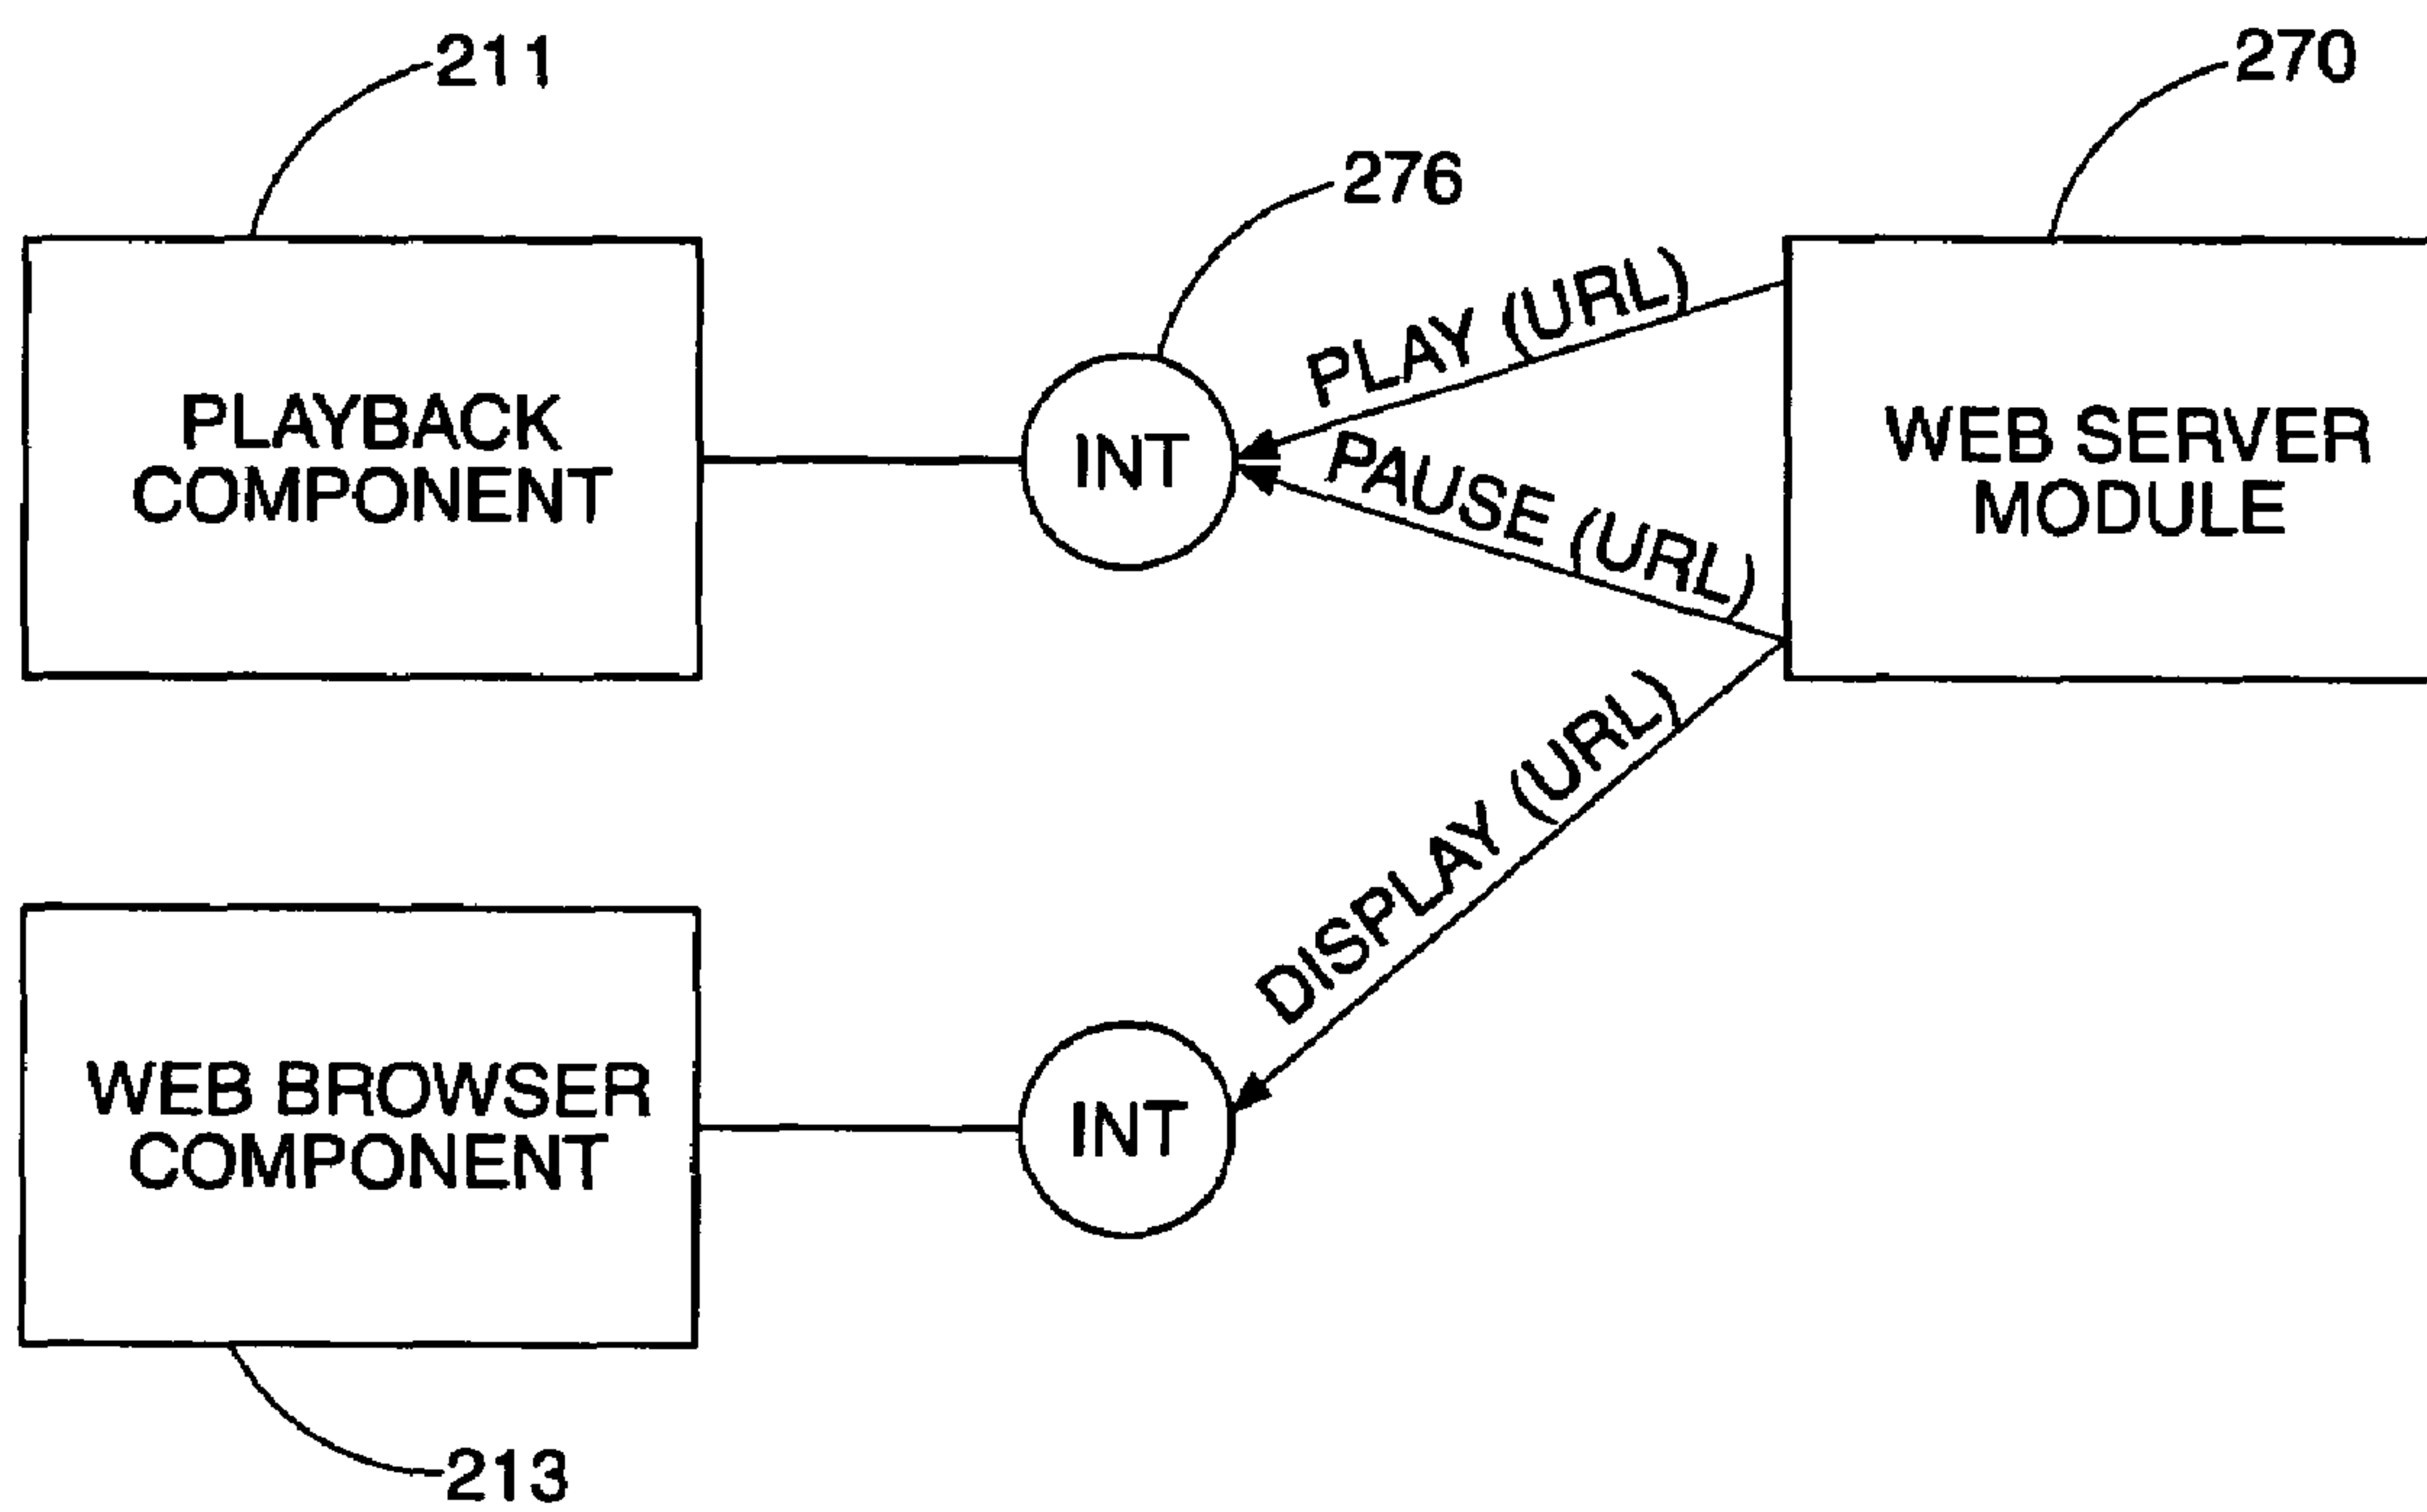 211
270
276
PLAY (URL)
PLAYBACK
COMPONENT
INT
PAUSE (URL)
WEB SERVER
MODULE
DISPLAY (URL)
WEB BROWSER
COMPONENT
INT
213